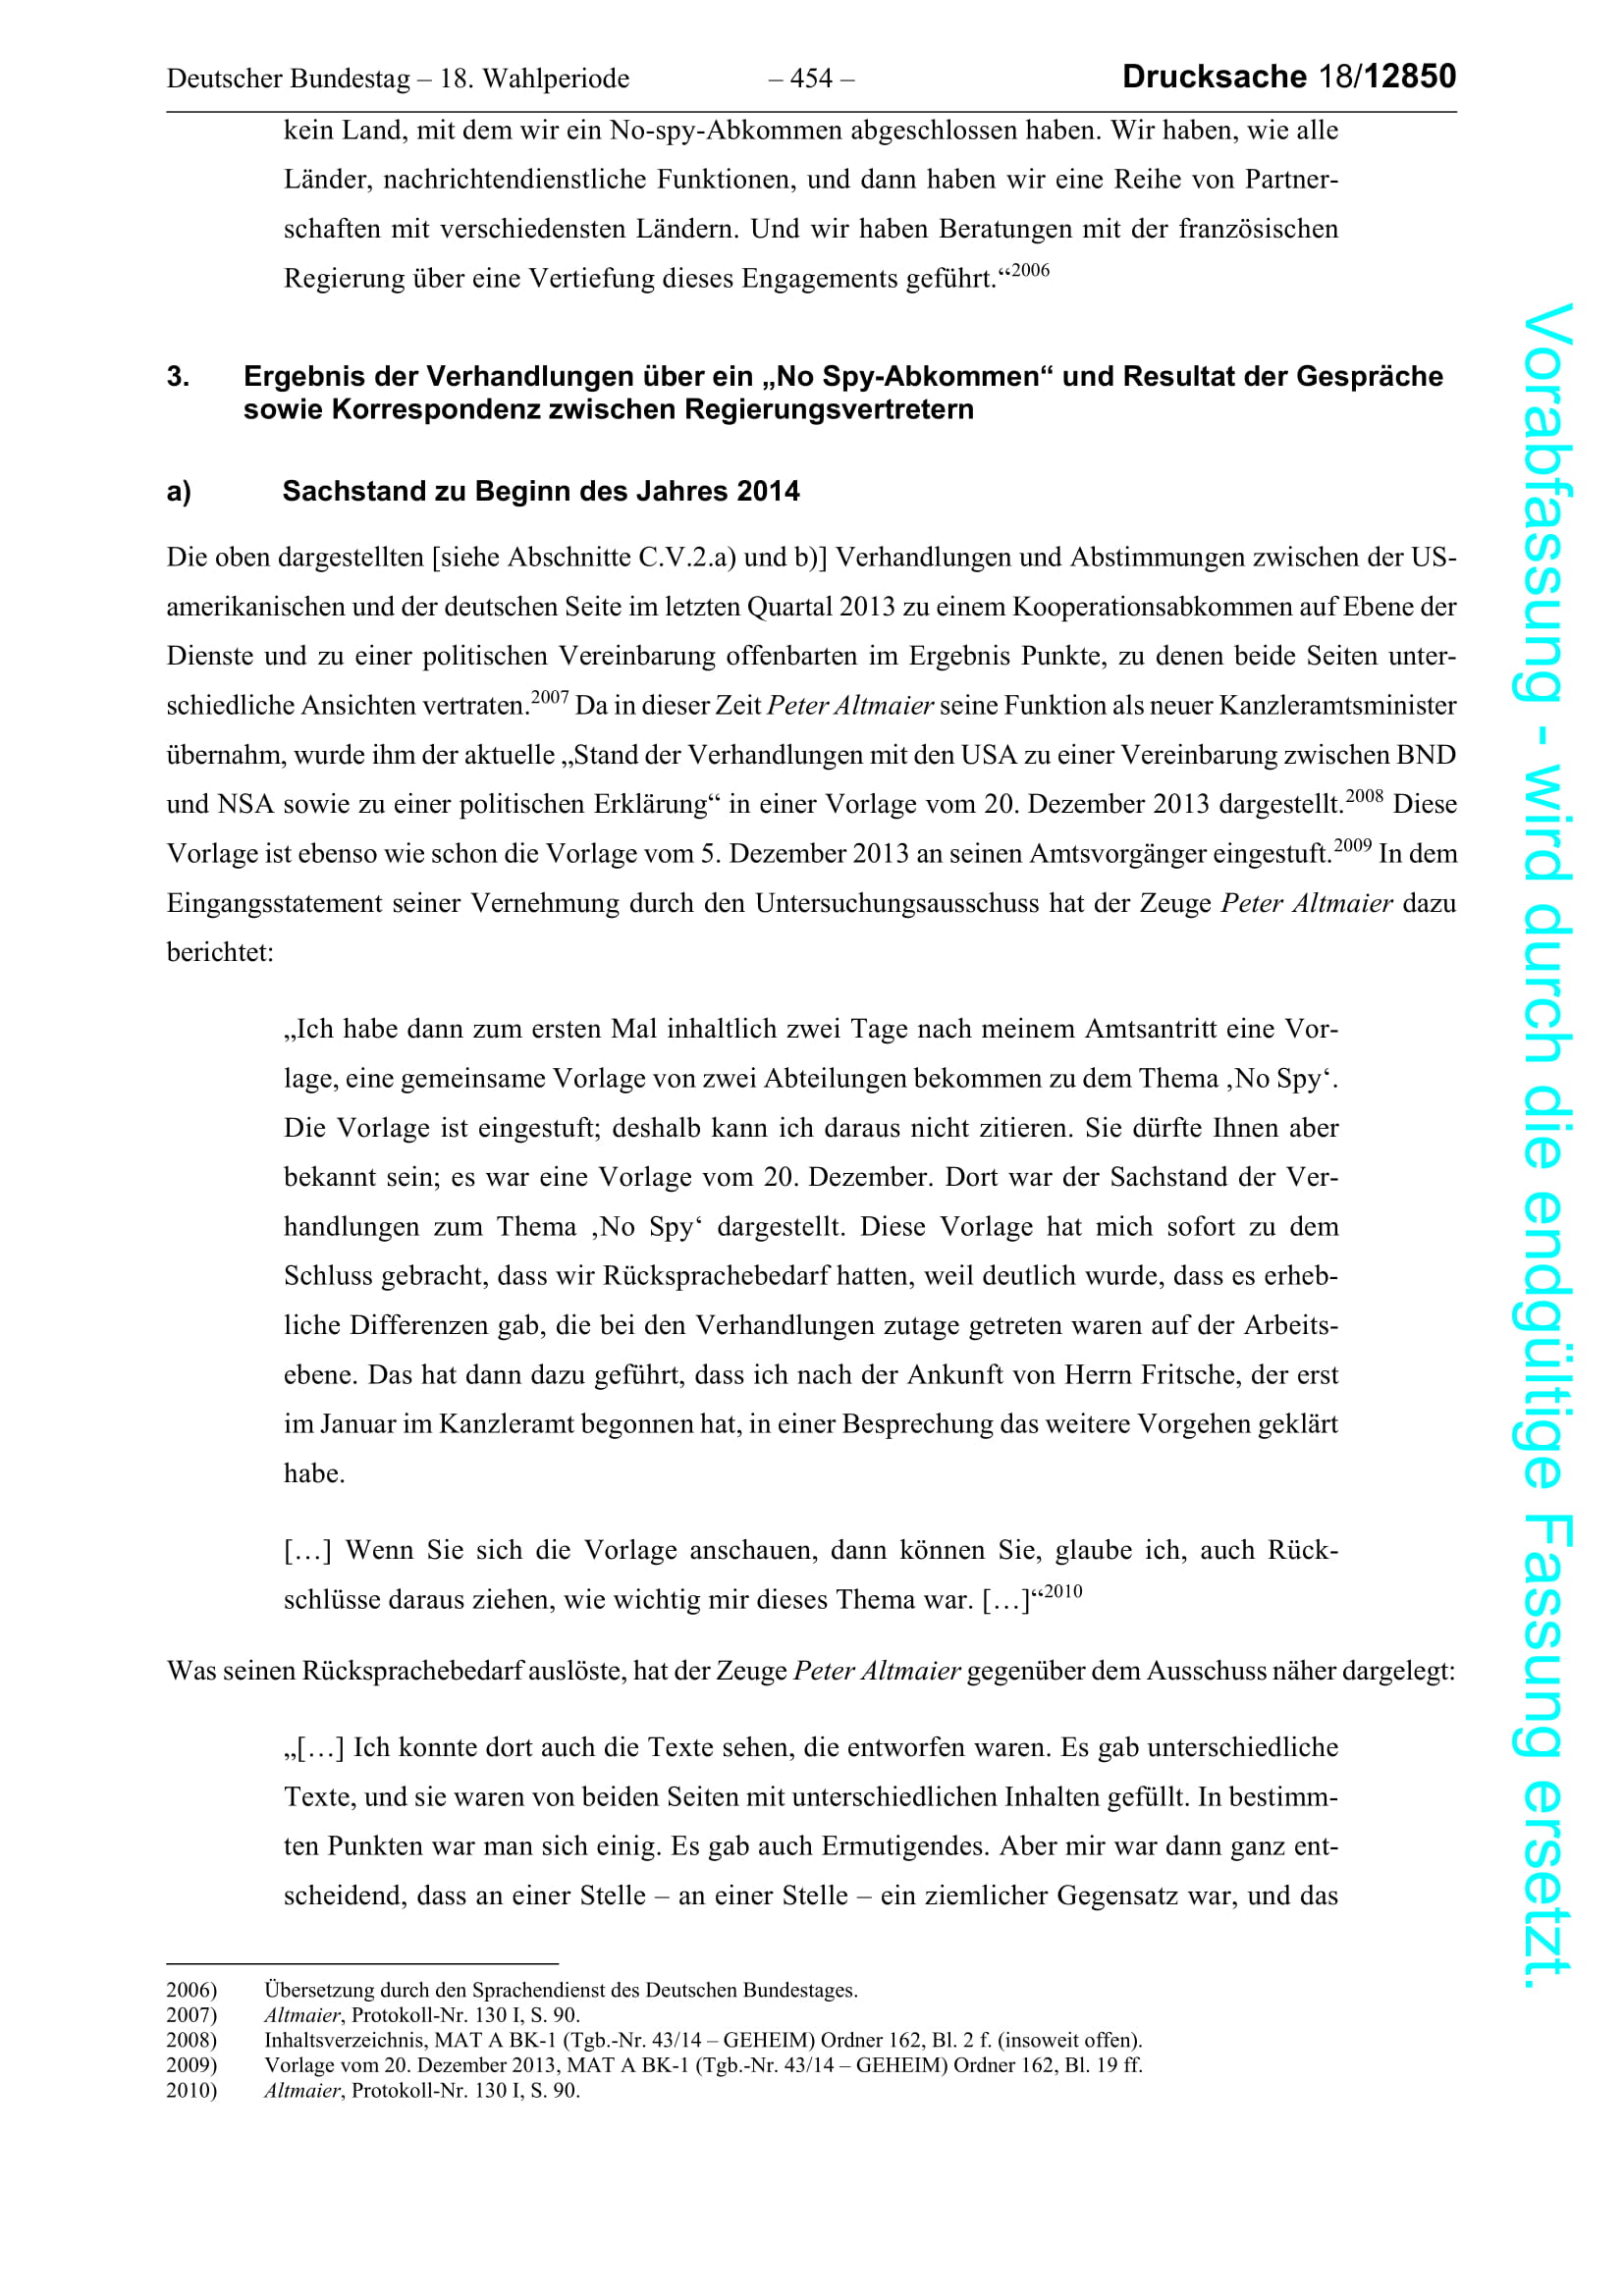 Deutscher Bundestag – 18. Wahlperiode – 454 – Drucksache 18/12850
kein Land, mit dem wir ein No-spy-Abkommen abgeschlossen haben. Wir haben, wie alle
Länder, nachrichtendienstliche Funktionen, und dann haben wir eine Reihe von Partner-
schaften mit verschiedensten Ländern. Und wir haben Beratungen mit der französischen
Regierung über eine Vertiefung dieses Engagements geführt.“2006
3. Ergebnis der Verhandlungen über ein „No Spy-Abkommen“ und Resultat der Gespräche
sowie Korrespondenz zwischen Regierungsvertretern
a) Sachstand zu Beginn des Jahres 2014
Die oben dargestellten [siehe Abschnitte C.V.2.a) und b)] Verhandlungen und Abstimmungen zwischen der US-
amerikanischen und der deutschen Seite im letzten Quartal 2013 zu einem Kooperationsabkommen auf Ebene der
Dienste und zu einer politischen Vereinbarung offenbarten im Ergebnis Punkte, zu denen beide Seiten unter-
schiedliche Ansichten vertraten.2007 Da in dieser Zeit Peter Altmaier seine Funktion als neuer Kanzleramtsminister
übernahm, wurde ihm der aktuelle „Stand der Verhandlungen mit den USA zu einer Vereinbarung zwischen BND
und NSA sowie zu einer politischen Erklärung“ in einer Vorlage vom 20. Dezember 2013 dargestellt.2008 Diese
Vorlage ist ebenso wie schon die Vorlage vom 5. Dezember 2013 an seinen Amtsvorgänger eingestuft.2009 In dem
Eingangsstatement seiner Vernehmung durch den Untersuchungsausschuss hat der Zeuge Peter Altmaier dazu
berichtet:
„Ich habe dann zum ersten Mal inhaltlich zwei Tage nach meinem Amtsantritt eine Vor-
lage, eine gemeinsame Vorlage von zwei Abteilungen bekommen zu dem Thema ‚No Spy‘.
Die Vorlage ist eingestuft; deshalb kann ich daraus nicht zitieren. Sie dürfte Ihnen aber
bekannt sein; es war eine Vorlage vom 20. Dezember. Dort war der Sachstand der Ver-
handlungen zum Thema ‚No Spy‘ dargestellt. Diese Vorlage hat mich sofort zu dem
Schluss gebracht, dass wir Rücksprachebedarf hatten, weil deutlich wurde, dass es erheb-
liche Differenzen gab, die bei den Verhandlungen zutage getreten waren auf der Arbeits-
ebene. Das hat dann dazu geführt, dass ich nach der Ankunft von Herrn Fritsche, der erst
im Januar im Kanzleramt begonnen hat, in einer Besprechung das weitere Vorgehen geklärt
habe.
[…] Wenn Sie sich die Vorlage anschauen, dann können Sie, glaube ich, auch Rück-
schlüsse daraus ziehen, wie wichtig mir dieses Thema war. […]“2010
Was seinen Rücksprachebedarf auslöste, hat der Zeuge Peter Altmaier gegenüber dem Ausschuss näher dargelegt:
„[…] Ich konnte dort auch die Texte sehen, die entworfen waren. Es gab unterschiedliche
Texte, und sie waren von beiden Seiten mit unterschiedlichen Inhalten gefüllt. In bestimm-
ten Punkten war man sich einig. Es gab auch Ermutigendes. Aber mir war dann ganz ent-
scheidend, dass an einer Stelle – an einer Stelle – ein ziemlicher Gegensatz war, und das
2006) Übersetzung durch den Sprachendienst des Deutschen Bundestages.
2007) Altmaier, Protokoll-Nr. 130 I, S. 90.
2008) Inhaltsverzeichnis, MAT A BK-1 (Tgb.-Nr. 43/14 – GEHEIM) Ordner 162, Bl. 2 f. (insoweit offen).
2009) Vorlage vom 20. Dezember 2013, MAT A BK-1 (Tgb.-Nr. 43/14 – GEHEIM) Ordner 162, Bl. 19 ff.
2010) Altmaier, Protokoll-Nr. 130 I, S. 90.
Vorabfassung - wird durch die endgültige Fassung ersetzt.